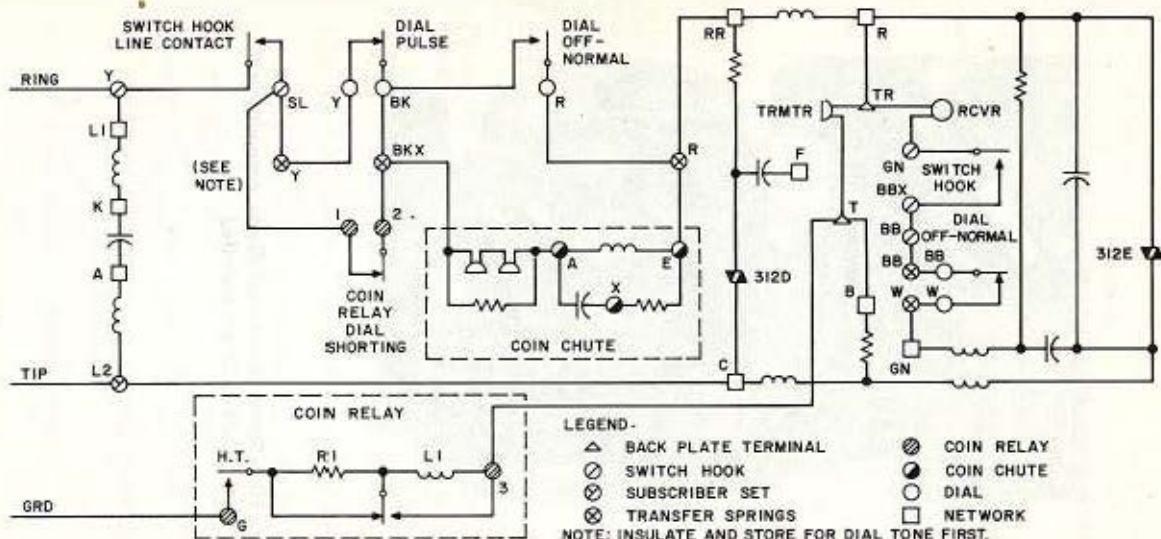 SWITCH HOOK
LINE CONTACT
DIAL
PULSE
DIAL
OFF-
NORMAL
RING
Y
SL
Y
BK
R
RR
R
TR
TRMTR
RCVR
L1
(SEE
NOTE)
Y
BKX
R
F
GN
SWITCH
HOOK
K
1
2.
BBX
T
DIAL
OFF-NORMAL
BB
A
A
E
X
312D
BB
BB
312E
COIN
RELAY
DIAL
SHORTING
COIN CHUTE
B
W
W
TIP
L2
C
GN
COIN RELAY
H.T.
R1
L1
3
GRD
G
LEGEND-
BACK PLATE TERMINAL
SWITCH HOOK
SUBSCRIBER SET
TRANSFER SPRINGS
COIN RELAY
COIN CHUTE
DIAL
NETWORK
NOTE: INSULATE AND STORE FOR DIAL TONE FIRST.